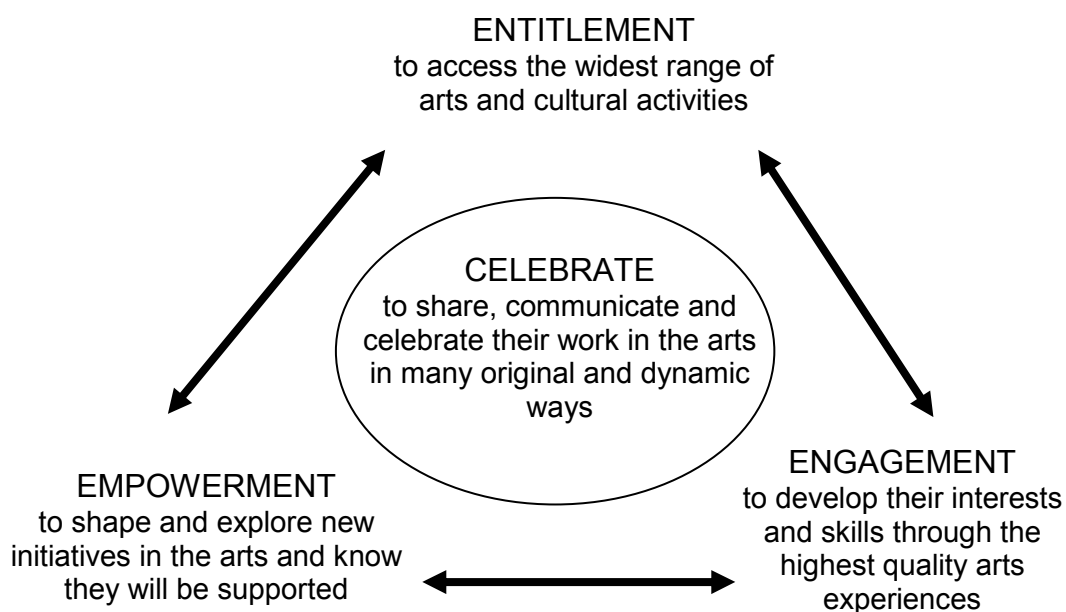 ENTITLEMENT
to access the widest range of
arts and cultural activities
CELEBRATE
to share, communicate and
celebrate their work in the arts
in many original and dynamic
ways
EMPOWERMENT
to shape and explore new
initiatives in the arts and know
they will be supported
ENGAGEMENT
to develop their interests
and skills through the
highest quality arts
experiences